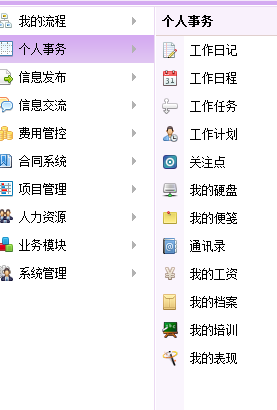 我的流程
个人事务
信息发布
信息交流
费用管控
合同系统
项目管理
人力资源
业务模块
系统管理
个人事务
工作日记
31
工作日程
工作任务
工作计划
关注点
我的硬盘
我的便笺
通讯录
我的工资
我的档案
我的培训
我的表现